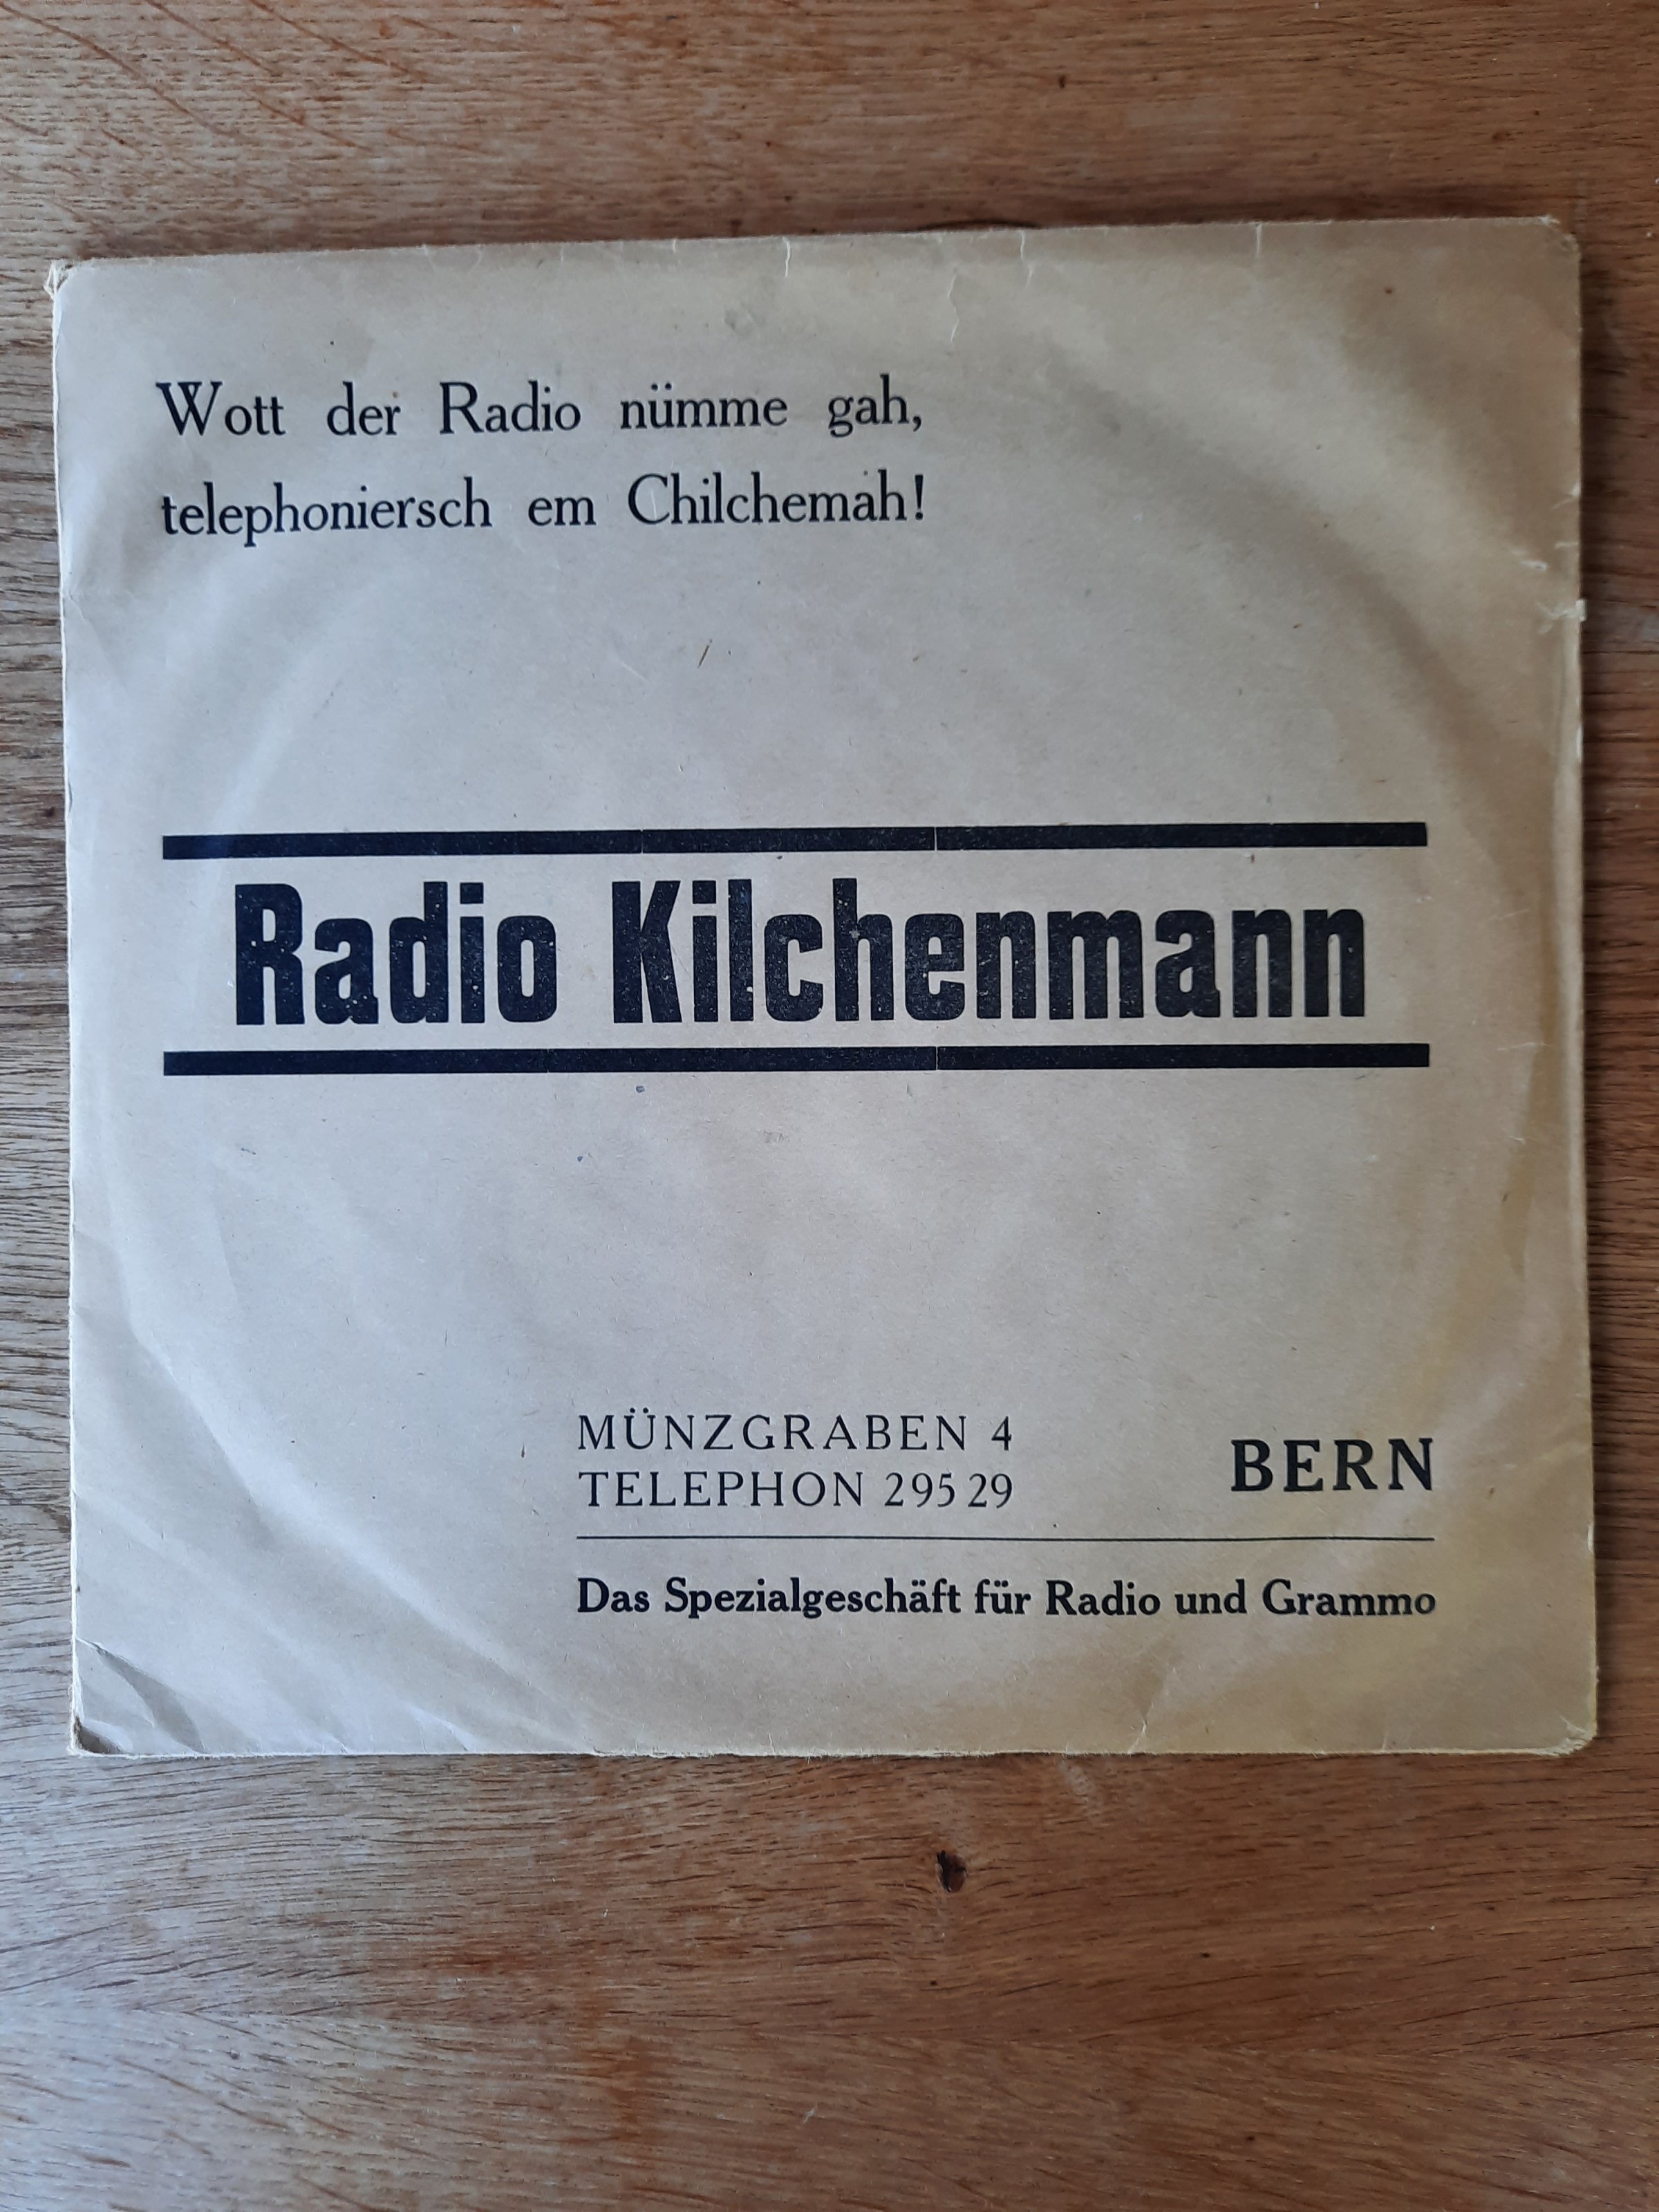 Wott der Radio nümme gah,
telephoniersch em Chilchemah!
Radio Kilchenmann
MÜNZGRABEN 4
TELEPHON 295 29
BERN
Das Spezialgeschäft für Radio und Grammo